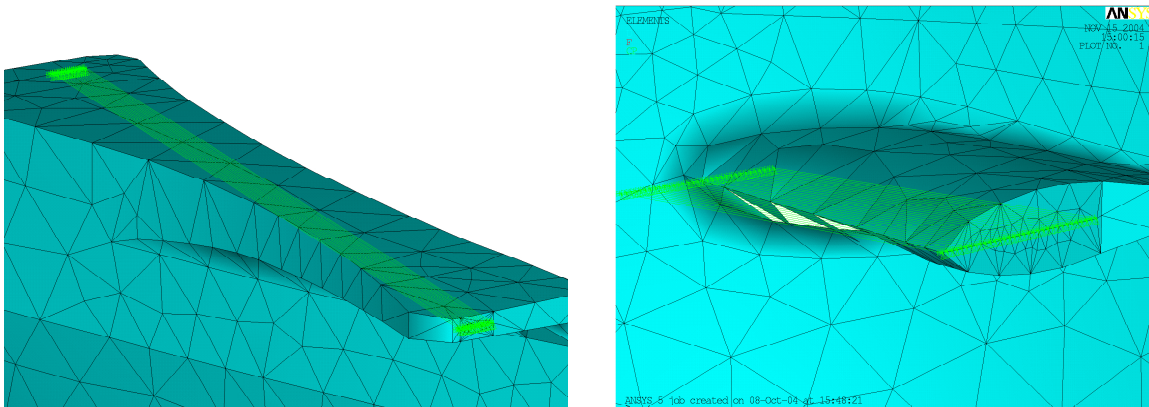 ELEMENTS
F
ANSYS
NOV 15 2004
15:00:15
PLOT NO. 1
ANSYS 5 job created on 08-Oct-04 at 15:48:21